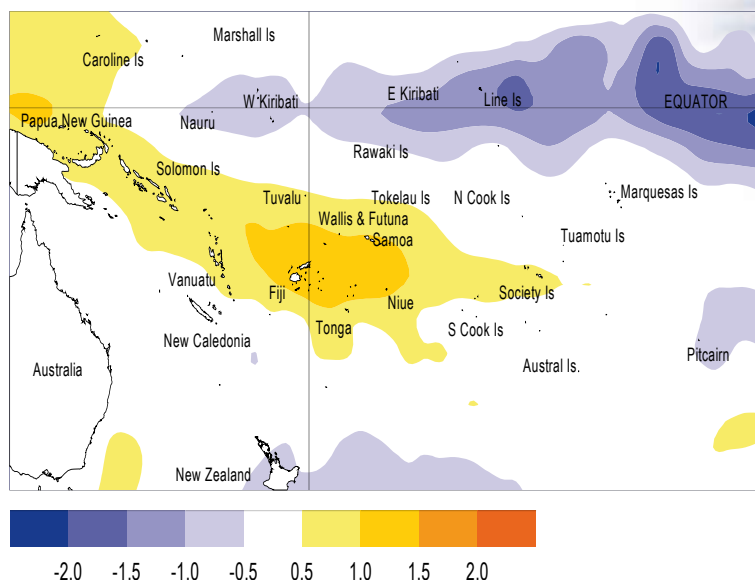 Marshall Is
Caroline Is
W Kiribati
E Kiribati
Line Is
EQUATOR
Papua New Guinea
Nauru
Rawaki Is
Solomon Is
Tuvalu
Tokelau Is
N Cook Is
Marquesas Is
Wallis & Futuna
Samoa
Tuamotu Is
Vanuatu
Fiji
Niue
Society Is
Tonga
S Cook Is
New Caledonia
Pitcairn
Australia
Austral Is.
New Zealand
-2.0 -1.5 -1.0 -0.5 0.5 1.0 1.5 2.0